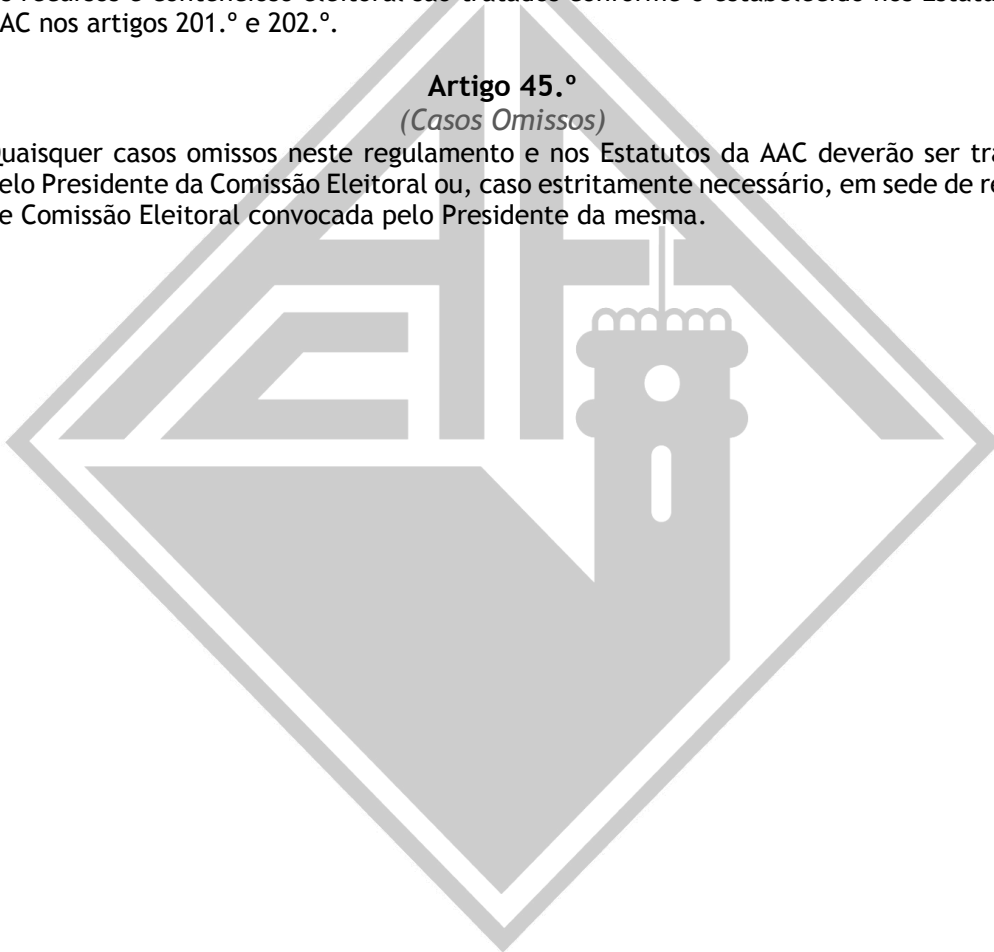 recursos e contencioso eleitoral são tratados conforme o estabelecido nos
AC nos artigos 201.º e 202.º.
Artigo 45.º
(Casos Omissos)
uaisquer casos omissos neste regulamento e nos Estatutos da AAC deverão ser tra
elo Presidente da Comissão Eleitoral ou, caso estritamente necessário, em sede de re
e Comissão Eleitoral convocada pelo Presidente da mesma.